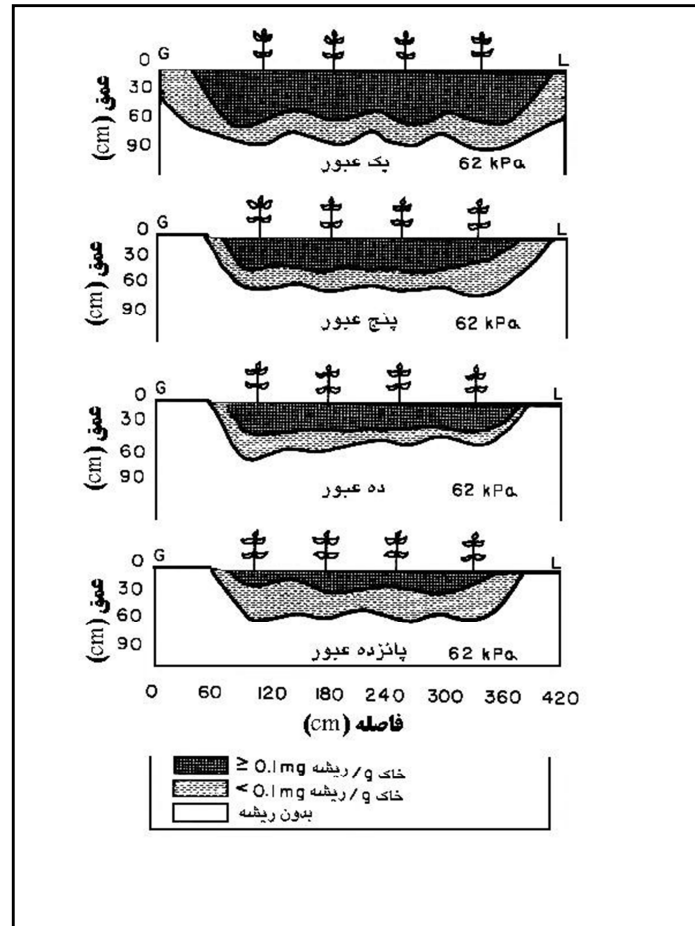 G
L
0
30
60
90
عمق (cm)
یک عبور
62 kPa.
G
L
0
30
60
90
عمق (cm)
پنج عبور
62 kPa.
G
L
0
30
60
90
عمق (cm)
ده عبور
62 kPa.
G
L
0
30
60
90
عمق (cm)
پانزده عبور
62 kPa.
0 60 120 180 240 300 360 420
فاصله (cm)
≥ 0.1mg ریشه/g خاک
< 0.1mg ریشه/g خاک
بدون ریشه